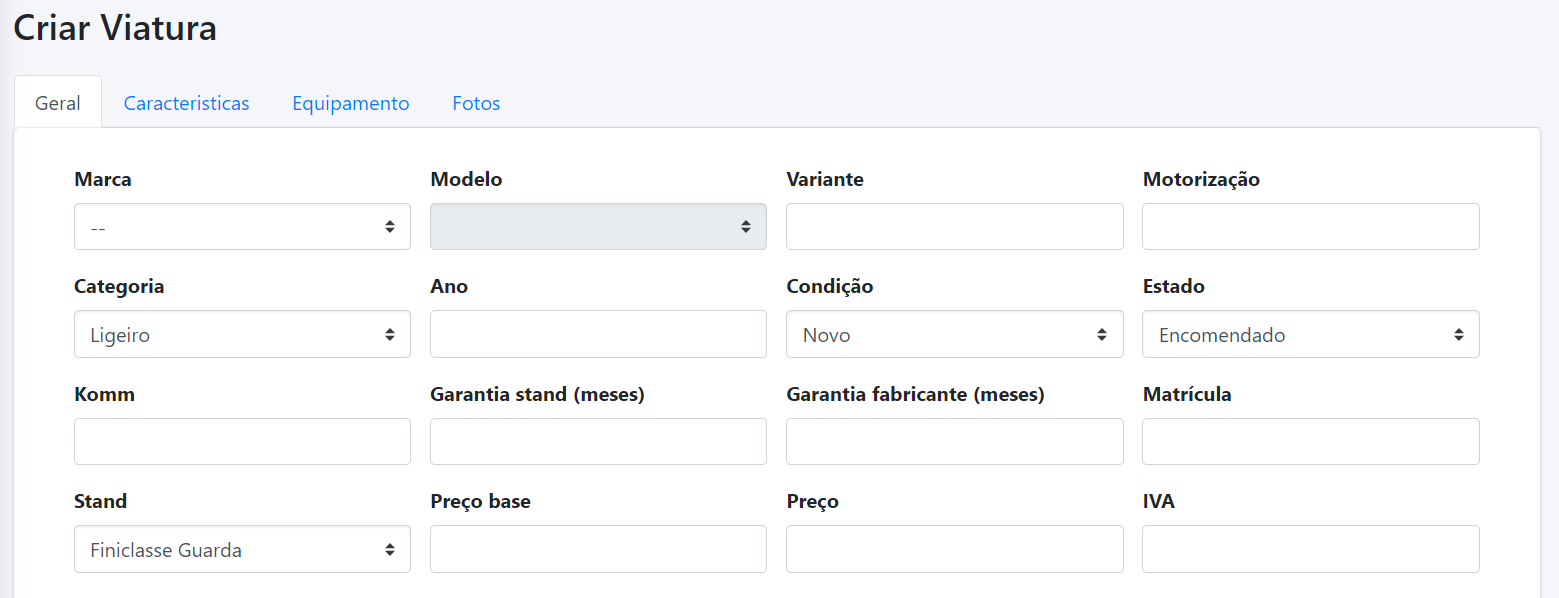 Criar Viatura
Geral Caracteristicas Equipamento Fotos
Marca Modelo Variante Motorização
--
Categoria Ano Condição Estado
Ligeiro Novo Encomendado
Komm Garantia stand (meses) Garantia fabricante (meses) Matrícula
Stand Preço base Preço IVA
Finiclasse Guarda